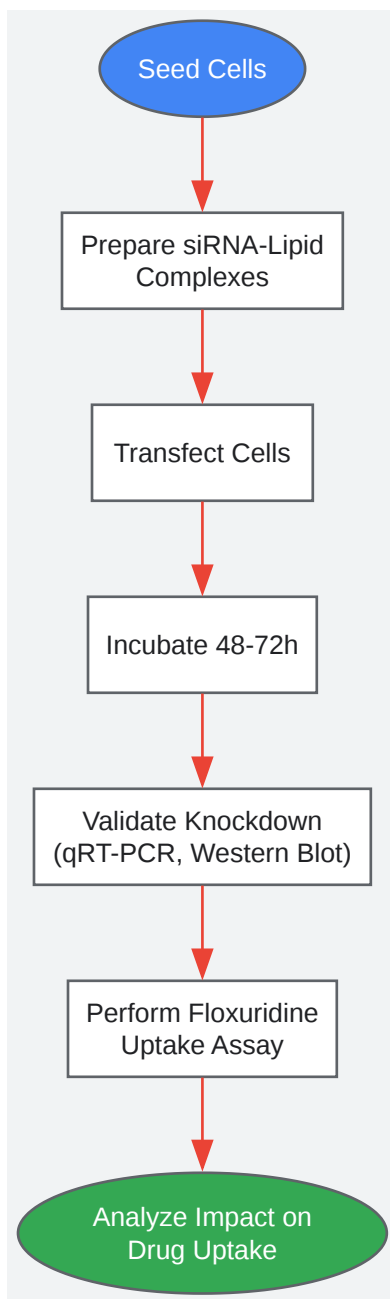 Seed Cells
Prepare siRNA-Lipid
Complexes
Transfect Cells
Incubate 48-72h
Validate Knockdown
(qRT-PCR, Western Blot)
Perform Floxuridine
Uptake Assay
Analyze Impact on
Drug Uptake